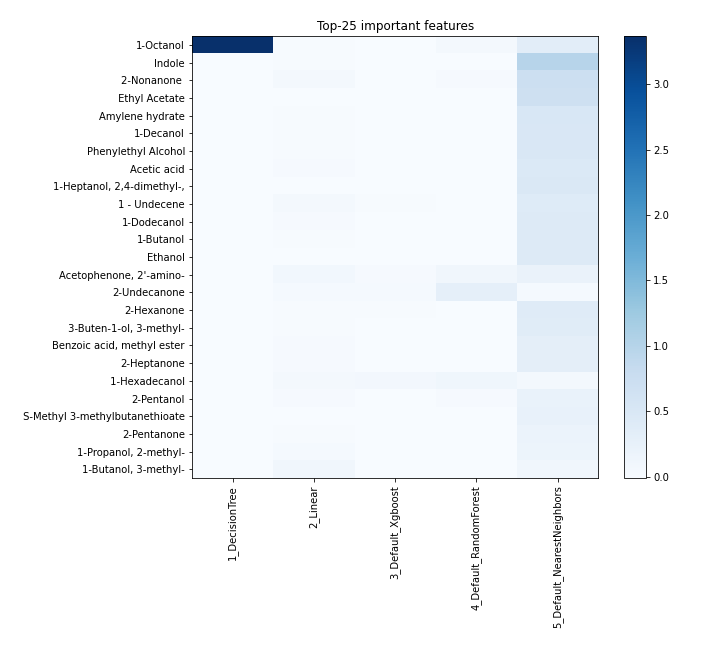 Top-25 important features
1-Octanol
Indole
2-Nonanone
Ethyl Acetate
Amylene hydrate
1-Decanol
Phenylethyl Alcohol
Acetic acid
1-Heptanol, 2,4-dimethyl-,
1 - Undecene
1-Dodecanol
1-Butanol
Ethanol
Acetophenone, 2'-amino-
2-Undecanone
2-Hexanone
3-Buten-1-ol, 3-methyl-
Benzoic acid, methyl ester
2-Heptanone
1-Hexadecanol
2-Pentanol
S-Methyl 3-methylbutanethioate
2-Pentanone
1-Propanol, 2-methyl-
1-Butanol, 3-methyl-
1_DecisionTree
2_Linear
3_Default_Xgboost
4_Default_RandomForest
5_Default_NearestNeighbors
3.0
2.5
2.0
1.5
1.0
0.5
0.0